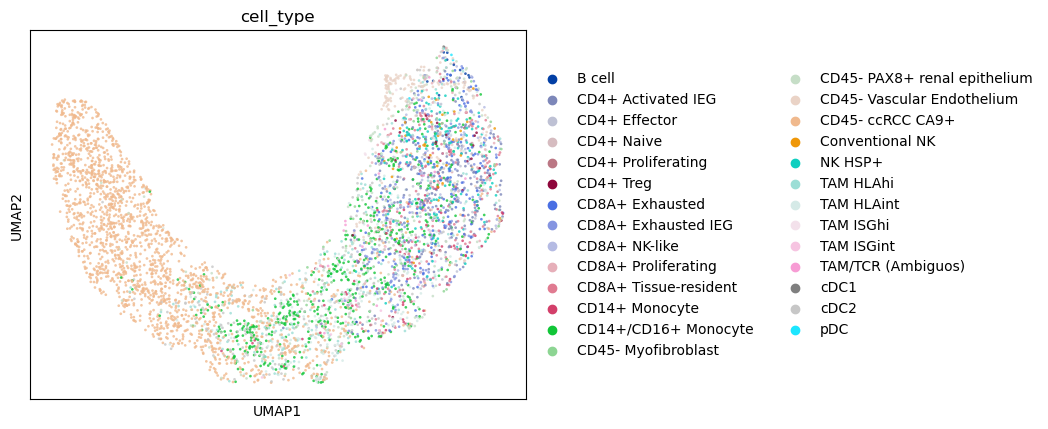 cell_type
UMAP2
UMAP1
B cell
CD4+ Activated IEG
CD4+ Effector
CD4+ Naive
CD4+ Proliferating
CD4+ Treg
CD8A+ Exhausted
CD8A+ Exhausted IEG
CD8A+ NK-like
CD8A+ Proliferating
CD8A+ Tissue-resident
CD14+ Monocyte
CD14+/CD16+ Monocyte
CD45- Myofibroblast
CD45- PAX8+ renal epithelium
CD45- Vascular Endothelium
CD45- ccRCC CA9+
Conventional NK
NK HSP+
TAM HLAhi
TAM HLAint
TAM ISGhi
TAM ISGint
TAM/TCR (Ambiguos)
cDC1
cDC2
pDC